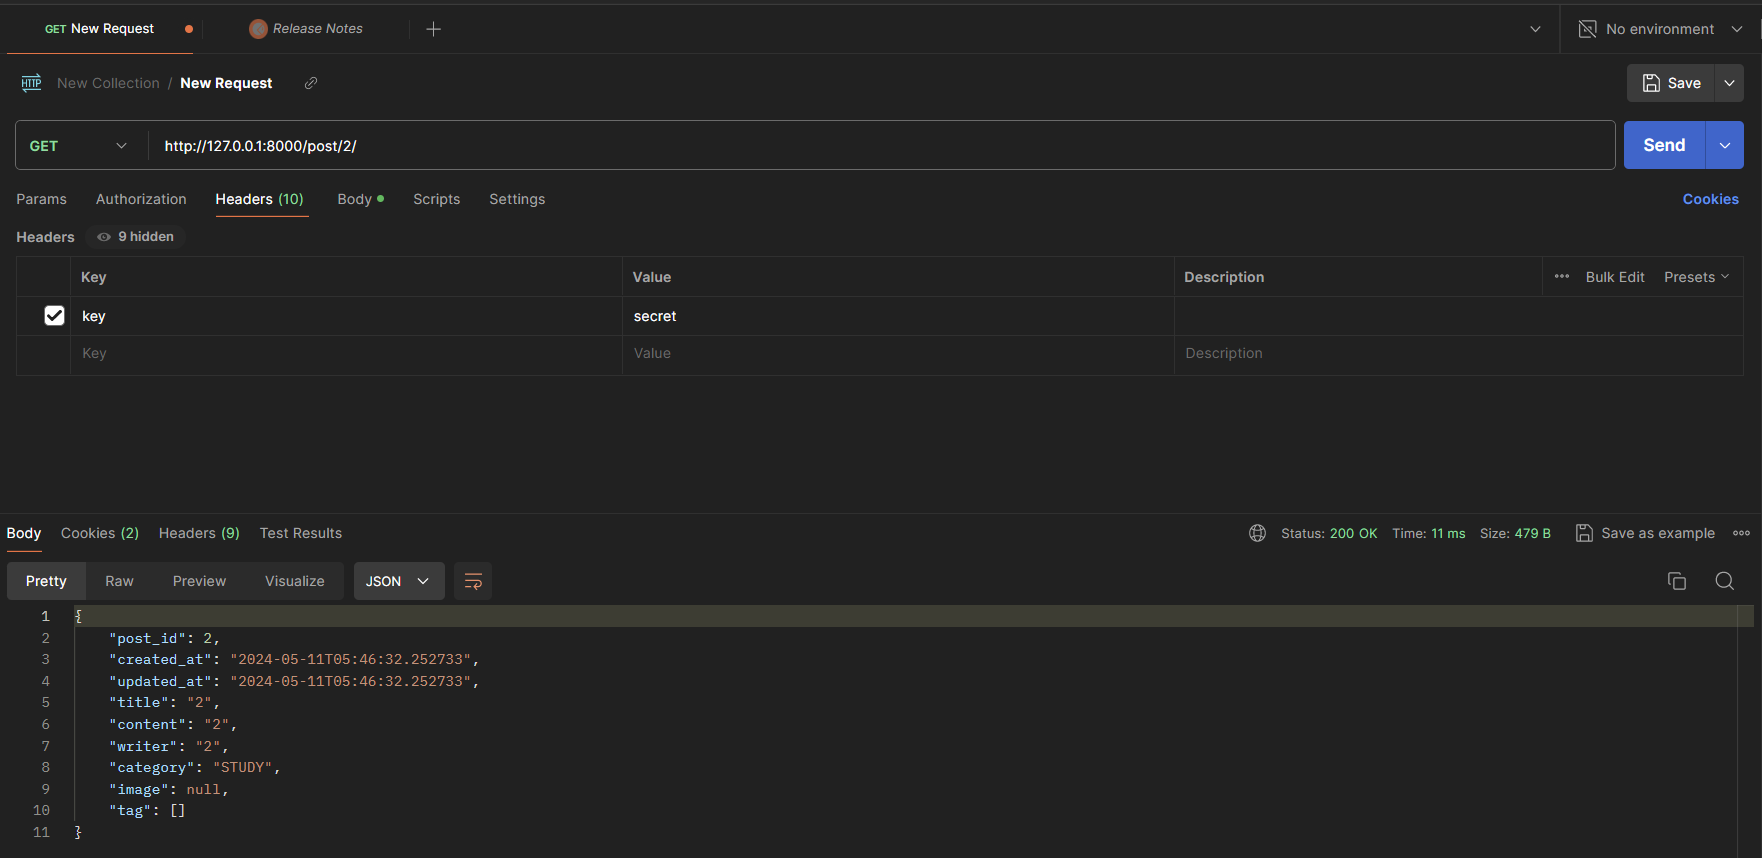 GET New Request
Release Notes
No environment
HTTP New Collection / New Request
Save
GET http://127.0.0.1:8000/post/2/
Send
Params Authorization Headers (10) Body Scripts Settings
Cookies
Headers 9 hidden
Key Value Description Bulk Edit Presets
key secret
Key Value Description
Body Cookies (2) Headers (9) Test Results
Status: 200 OK Time: 11 ms Size: 479 B Save as example
Pretty Raw Preview Visualize JSON
1 {
2 "post_id": 2,
3 "created_at": "2024-05-11T05:46:32.252733",
4 "updated_at": "2024-05-11T05:46:32.252733",
5 "title": "2",
6 "content": "2",
7 "writer": "2",
8 "category": "STUDY",
9 "image": null,
10 "tag": []
11 }